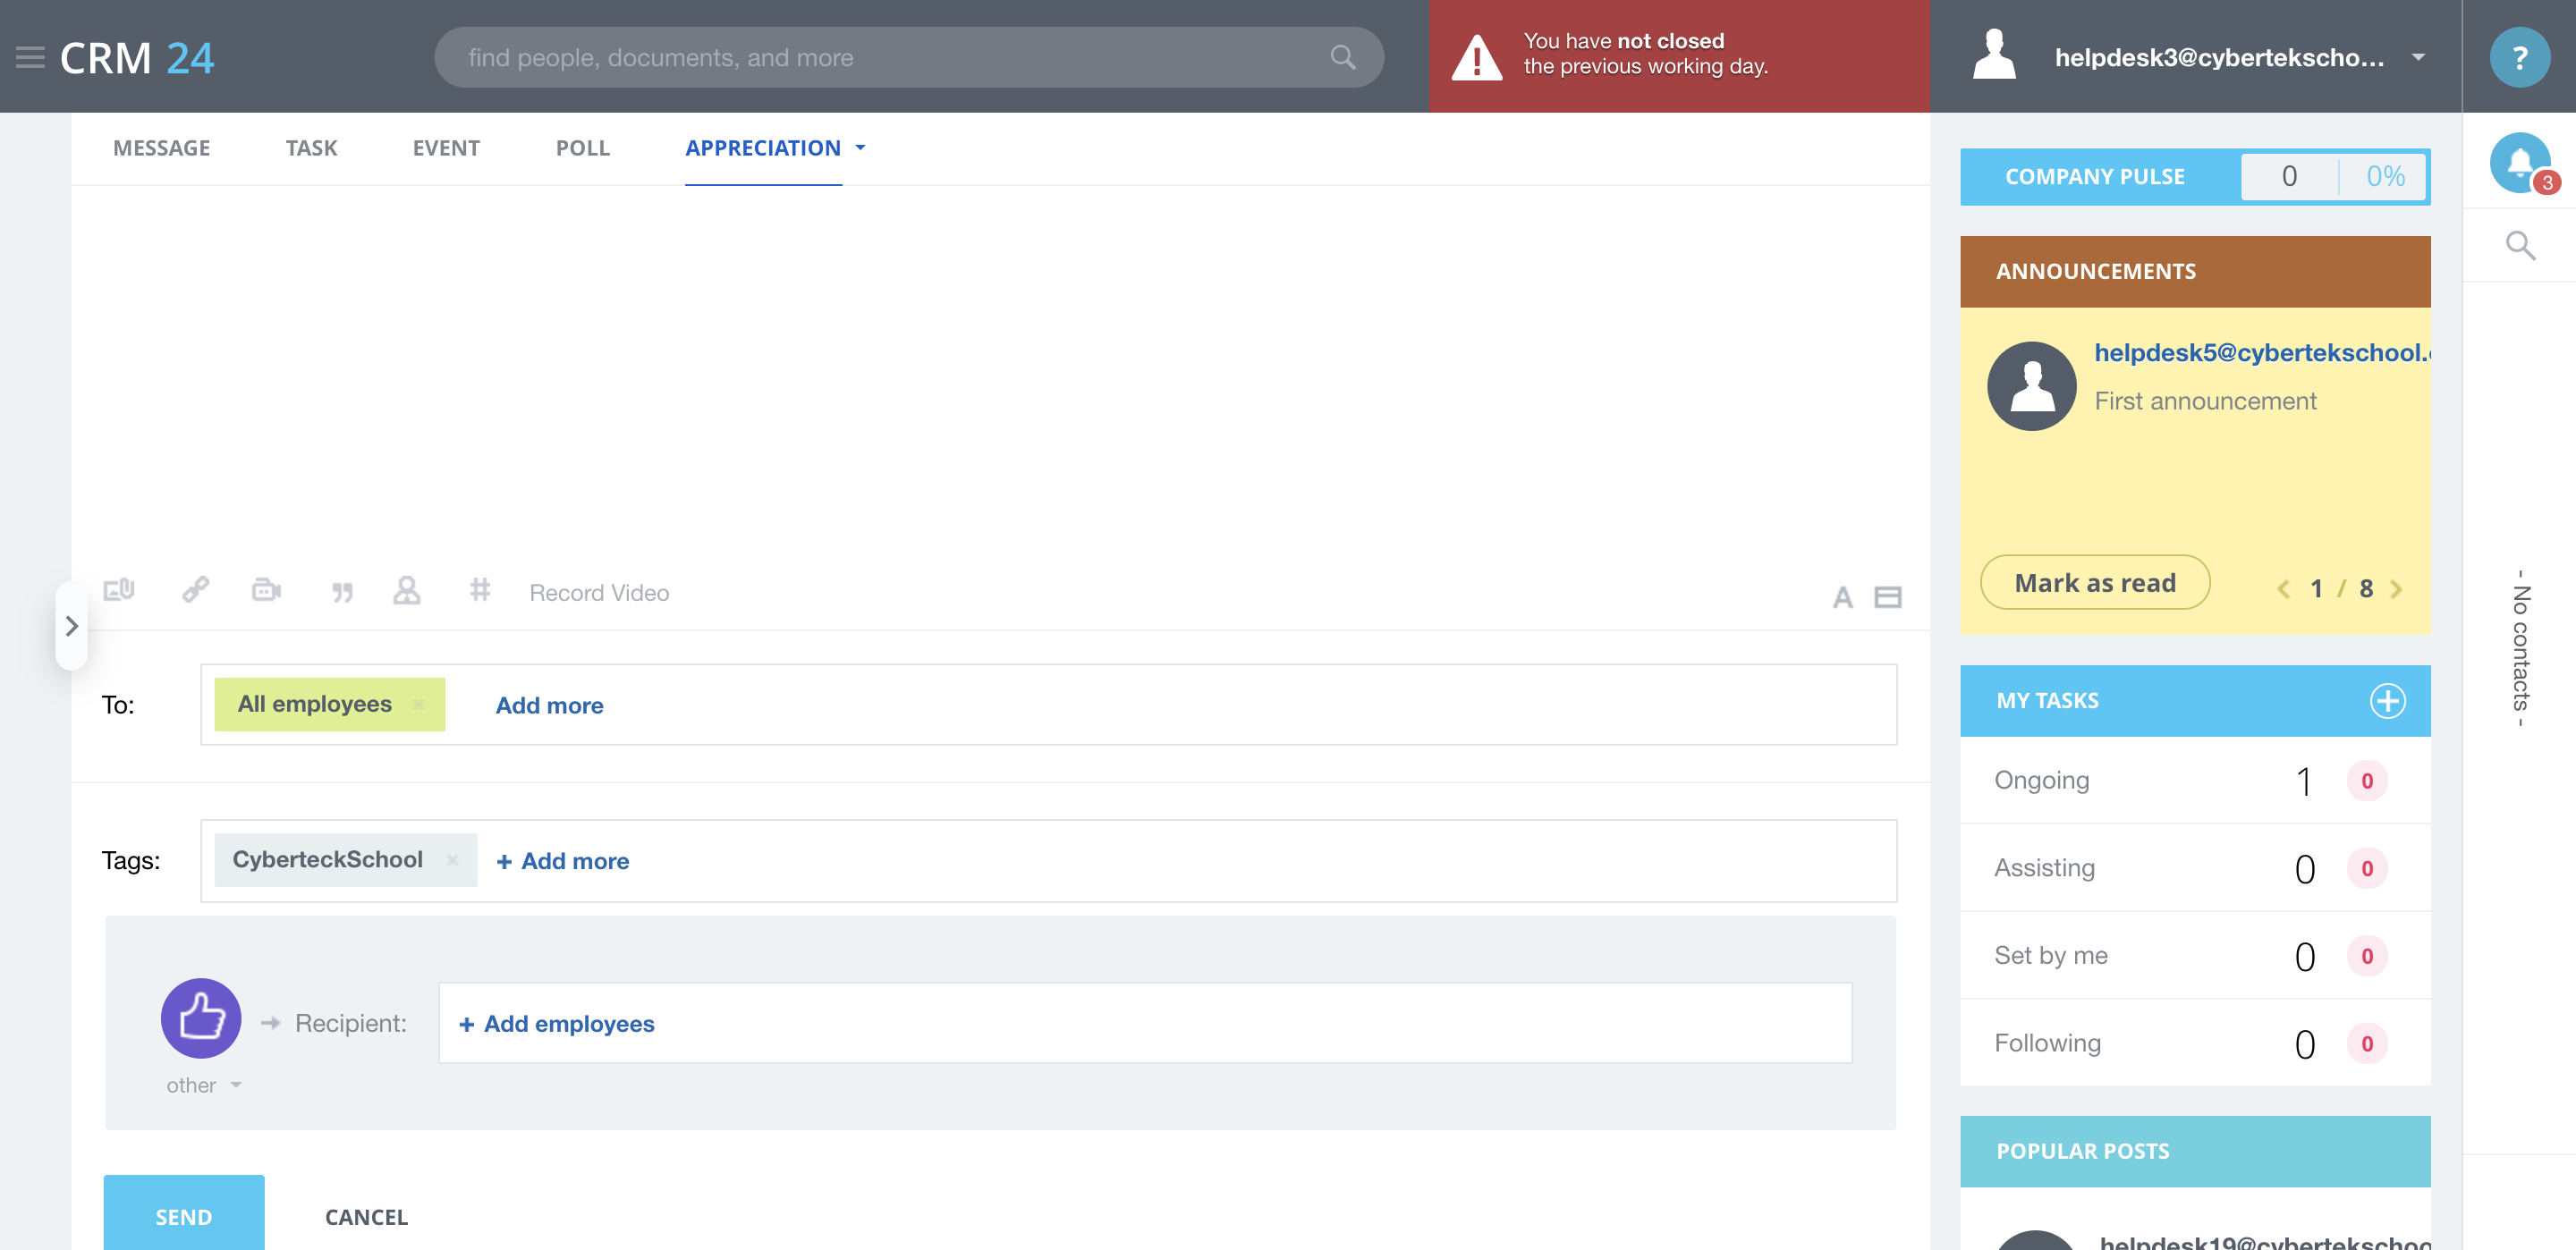 CRM 24
find people, documents, and more
You have not closed
the previous working day.
helpdesk3@cybertekscho...
?
MESSAGE TASK EVENT POLL APPRECIATION
COMPANY PULSE 0 0%
3
ANNOUNCEMENTS
helpdesk5@cybertekschool.
First announcement
Mark as read 1 / 8
Record Video
A
To: All employees × Add more
Tags: CyberteckSchool × + Add more
Recipient: + Add employees
other
SEND CANCEL
MY TASKS
Ongoing 1 0
Assisting 0 0
Set by me 0 0
Following 0 0
POPULAR POSTS
helpdesk19@cybertekschoo
- No contacts -